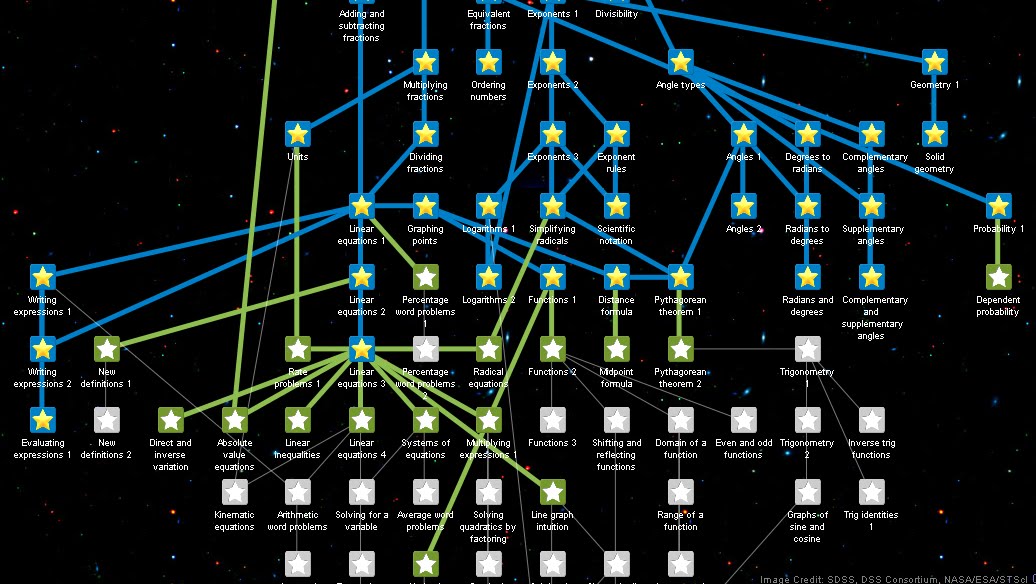 Adding and
subtracting
fractions
Equivalent
fractions
Exponents 1
Divisibility
Multiplying
fractions
Ordering
numbers
Exponents 2
Angle types
Geometry 1
Units
Dividing
fractions
Exponents 3
Exponent
rules
Angles 1
Degrees to
radians
Complementary
angles
Solid
geometry
Linear
equations 1
Graphing
points
Logarithms 1
Simplifying
radicals
Scientific
notation
Angles 2
Radians to
degrees
Supplementary
angles
Probability 1
Writing
expressions 1
Linear
equations 2
Percentage
word problems
1
Logarithms 2
Functions 1
Distance
formula
Pythagorean
theorem 1
Radians and
degrees
Complementary
and
supplementary
angles
Dependent
probability
Writing
expressions 2
New
definitions 1
Rate
problems 1
Linear
equations 3
Percentage
word problems
2
Radical
equations
Functions 2
Midpoint
formula
Pythagorean
theorem 2
Trigonometry
1
Evaluating
expressions 1
New
definitions 2
Direct and
inverse
variation
Absolute
value
equations
Linear
inequalities
Linear
equations 4
Systems of
equations
Multiplying
expressions 1
Functions 3
Shifting and
reflecting
functions
Domain of a
function
Even and odd
functions
Trigonometry
2
Inverse trig
functions
Kinematic
equations
Arithmetic
word problems
Solving for a
variable
Average word
problems
Solving
quadratics by
factoring
Line graph
intuition
Range of a
function
Graphs of
sine and
cosine
Trig identities
1
Image Credit: SDSS, DSS Consortium, NASA/ESA/STScI